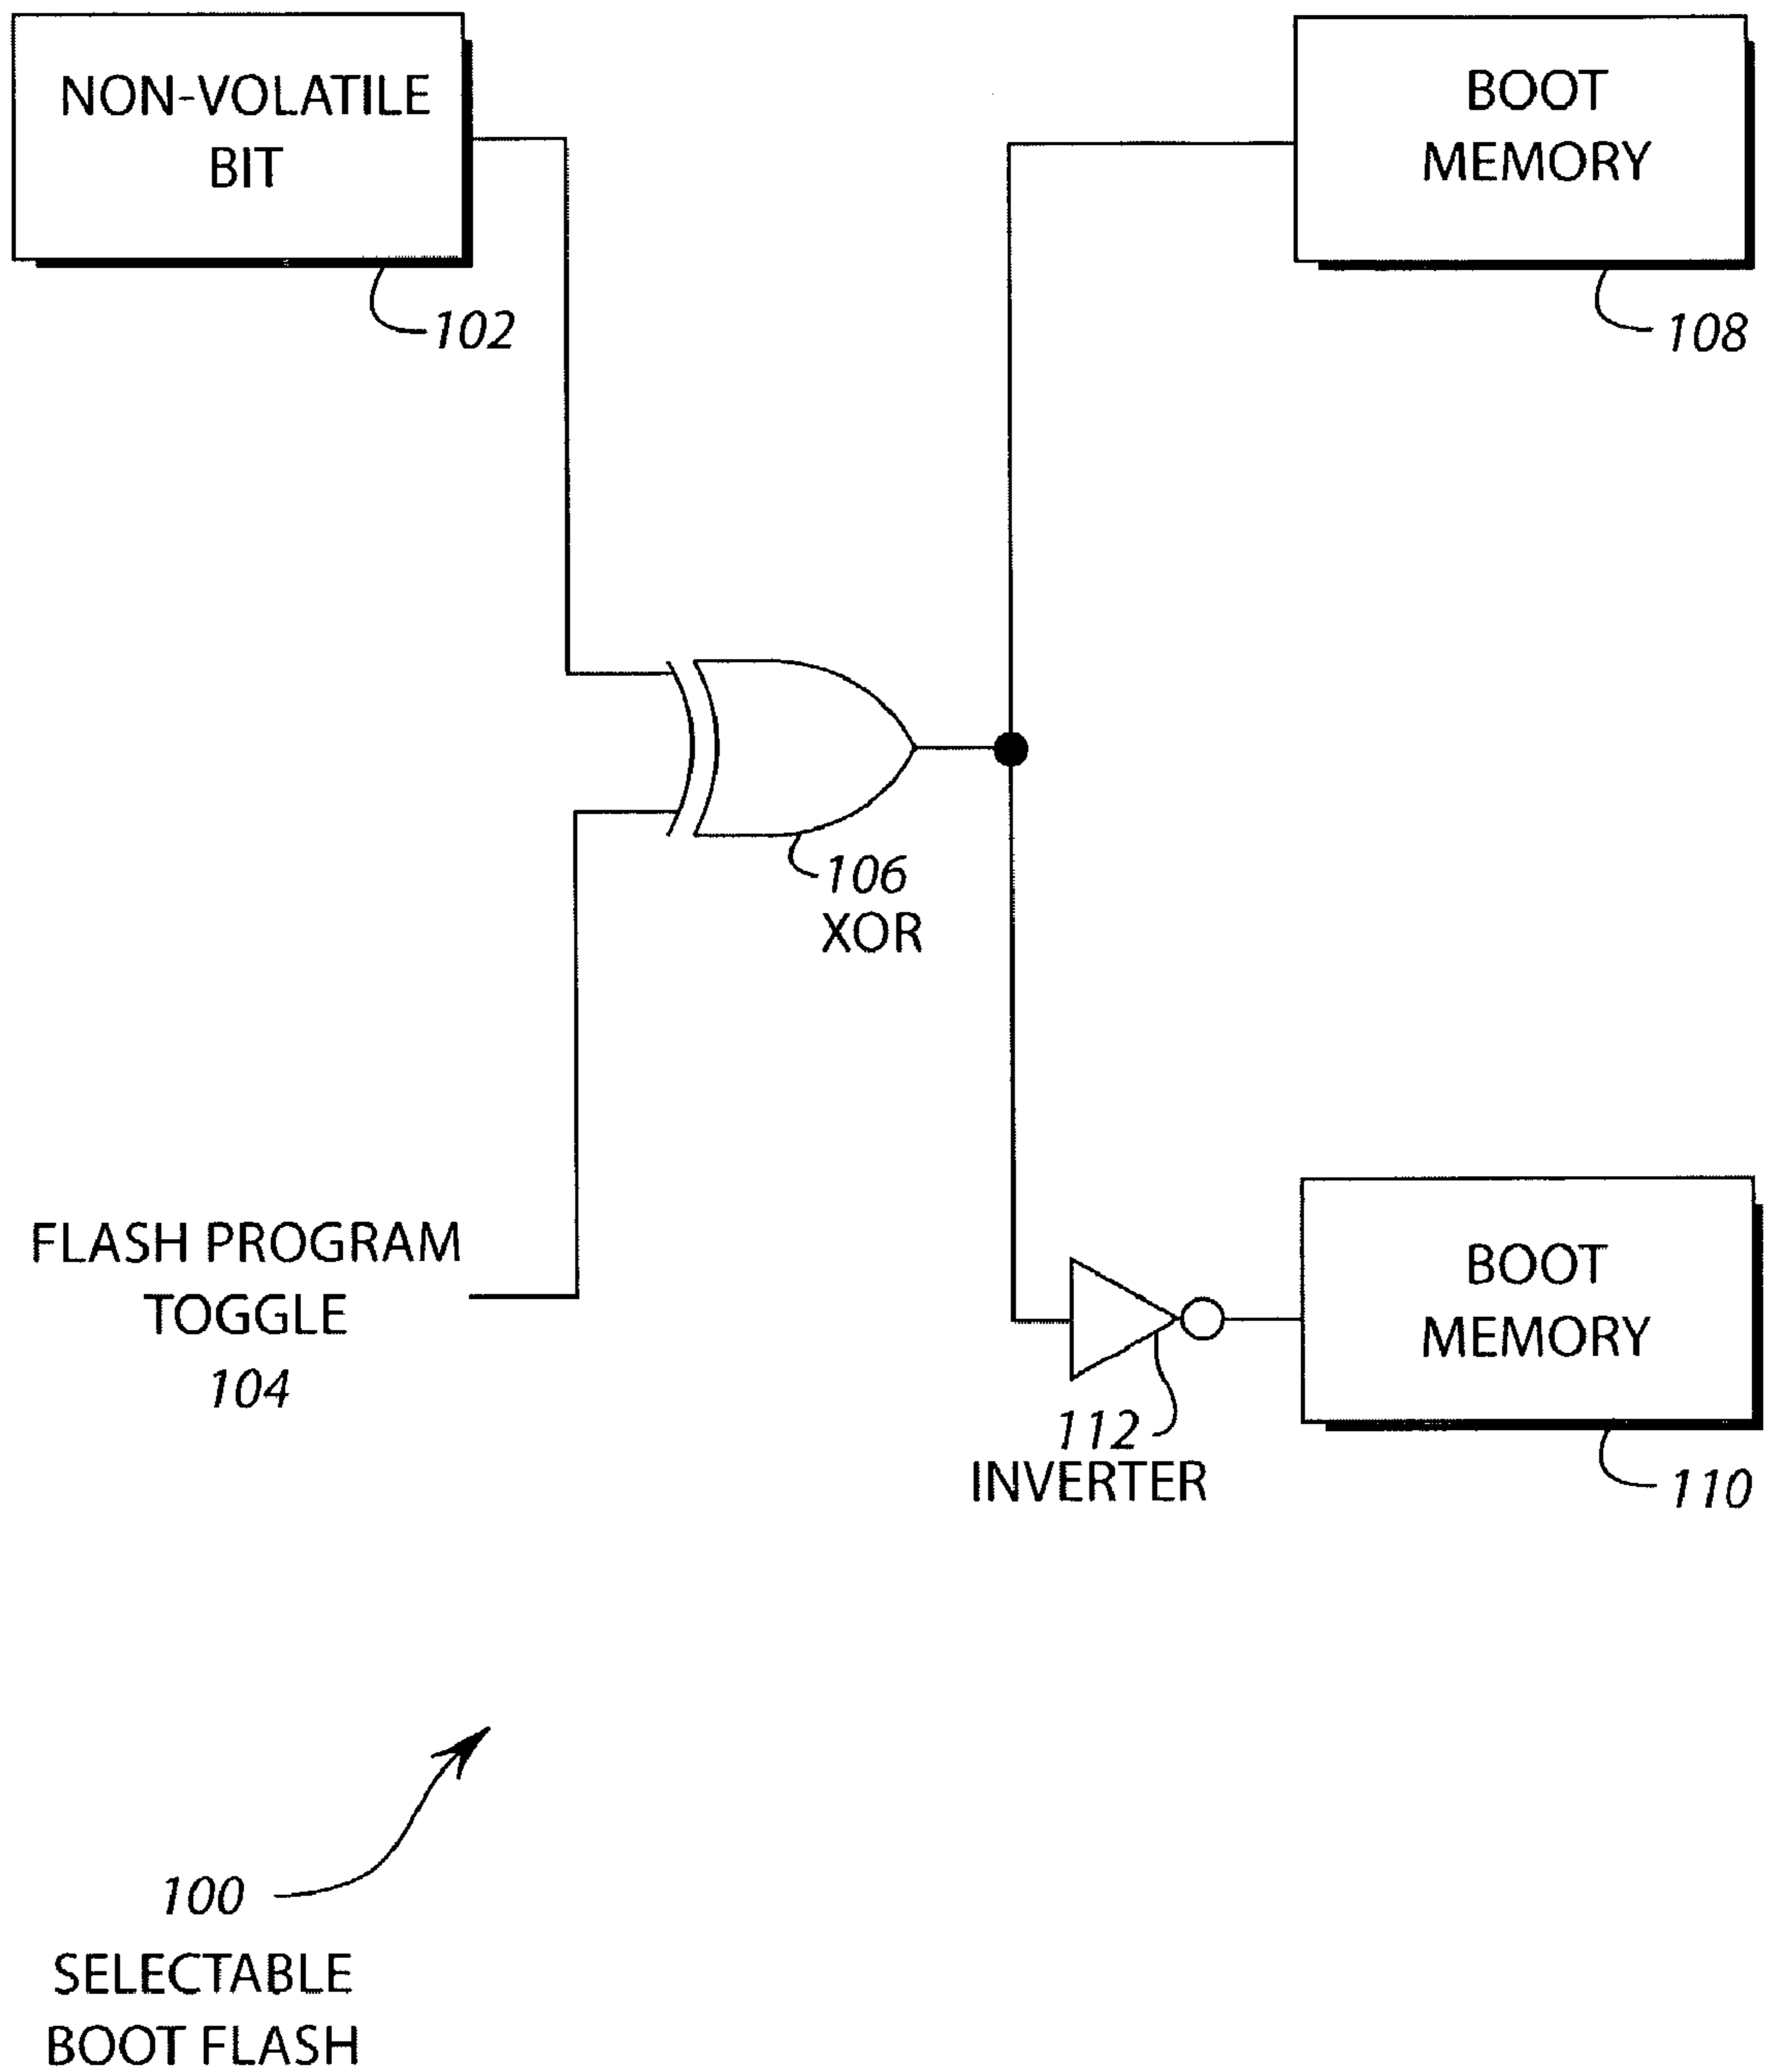 NON-VOLATILE
BIT
102
BOOT
MEMORY
108
106
XOR
FLASH PROGRAM
TOGGLE
104
BOOT
MEMORY
110
112
INVERTER
100
SELECTABLE
BOOT FLASH